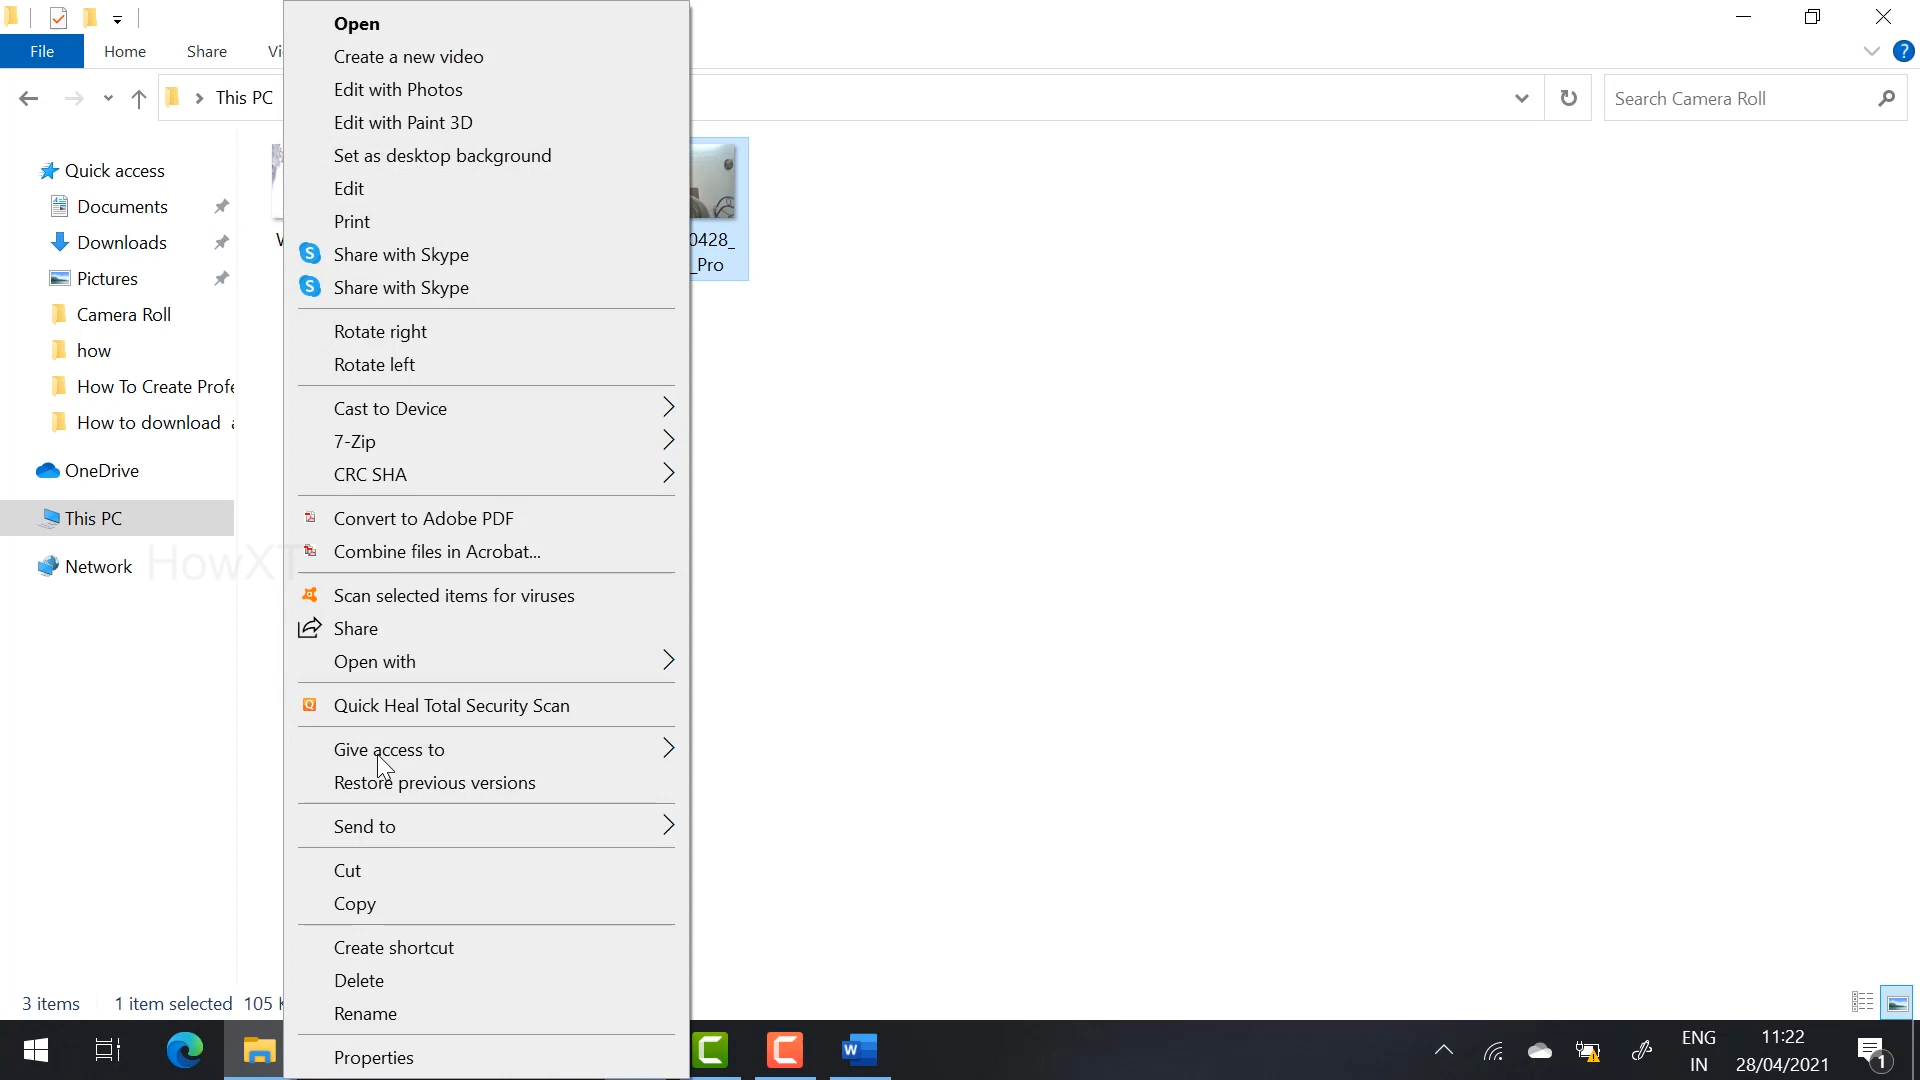 File
Home
Share
This PC
Search Camera Roll
Quick access
Documents
Downloads
Pictures
Camera Roll
how
How To Create Profe
How to download a
OneDrive
This PC
Network
HowXT
Open
Create a new video
Edit with Photos
Edit with Paint 3D
Set as desktop background
Edit
Print
Share with Skype
Share with Skype
Rotate right
Rotate left
Cast to Device
7-Zip
CRC SHA
Convert to Adobe PDF
Combine files in Acrobat...
Scan selected items for viruses
Share
Open with
Quick Heal Total Security Scan
Give access to
Restore previous versions
Send to
Cut
Copy
Create shortcut
Delete
Rename
Properties
0428_
_Pro
3 items 1 item selected 105 K
ENG
IN
11:22
28/04/2021
1